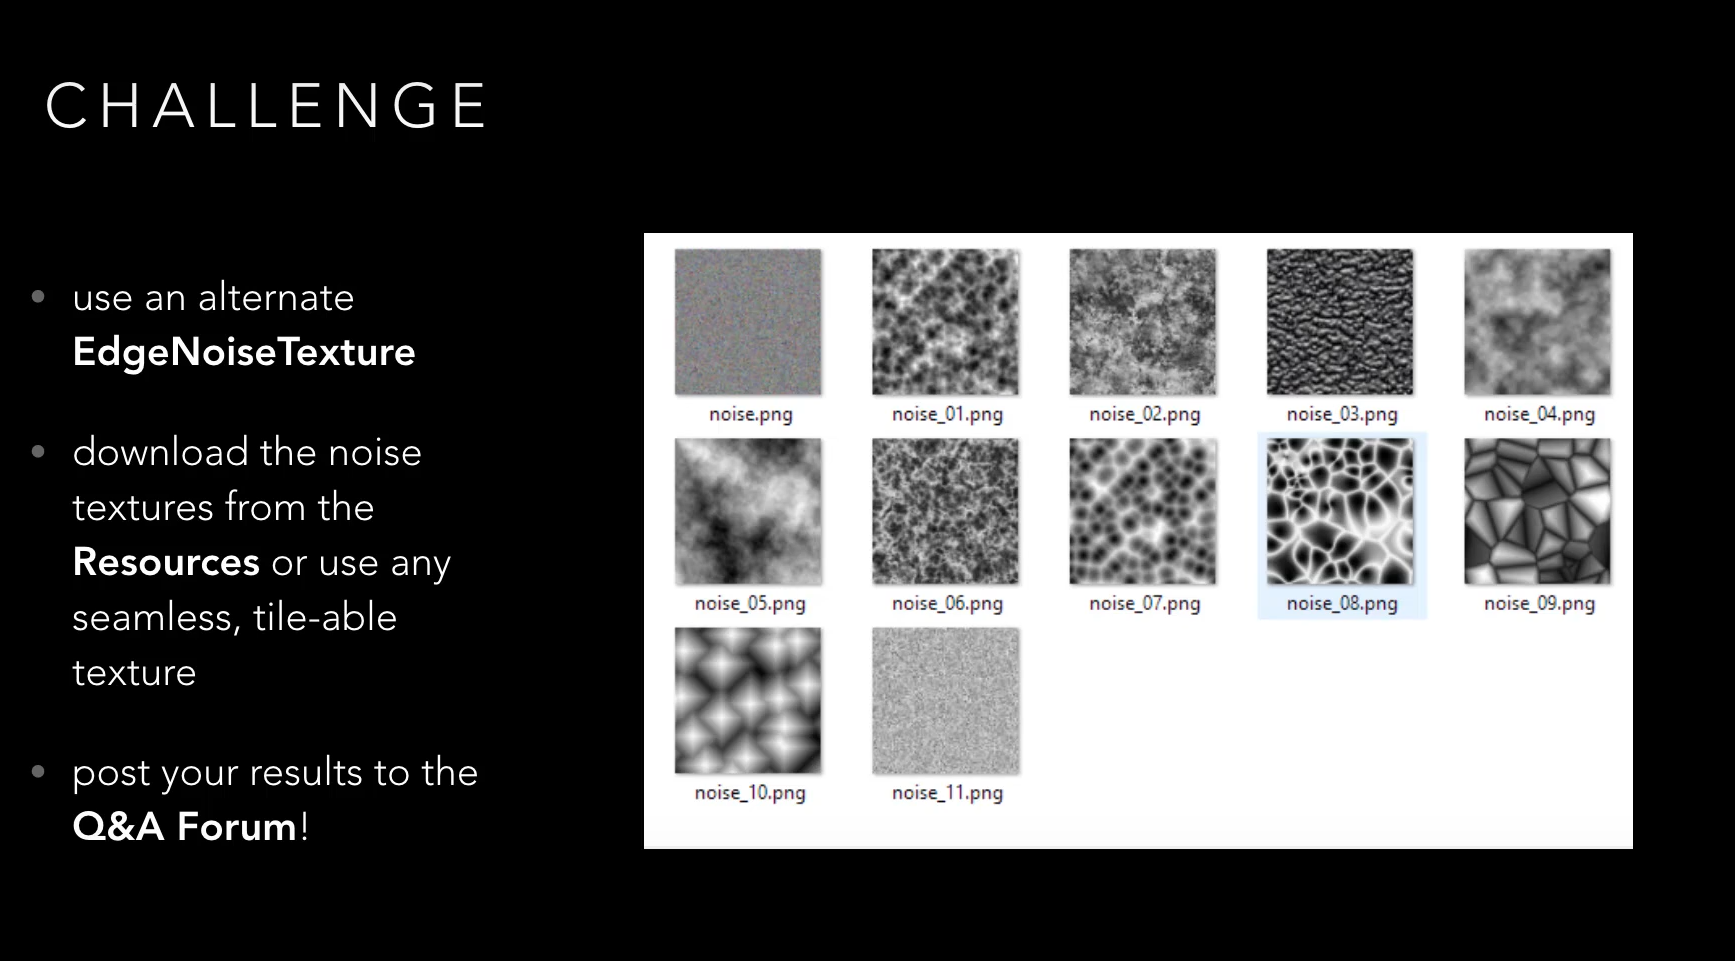 CHALLENGE
• use an alternate
EdgeNoiseTexture
• download the noise
textures from the
Resources or use any
seamless, tile-able
texture
• post your results to the
Q&A Forum!
noise.png
noise_01.png
noise_02.png
noise_03.png
noise_04.png
noise_05.png
noise_06.png
noise_07.png
noise_08.png
noise_09.png
noise_10.png
noise_11.png